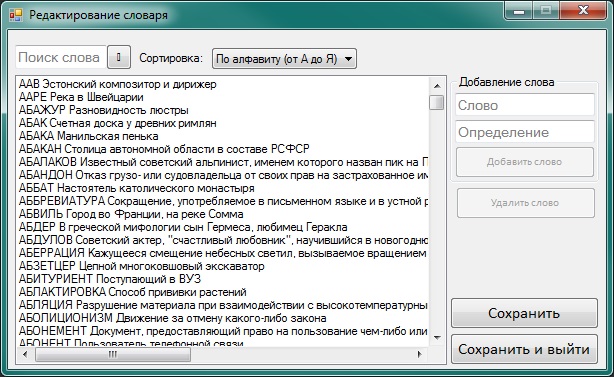 Редактирование словаря
Поиск слова
Сортировка:
По алфавиту (от А до Я)
ААВ Эстонский композитор и дирижер
ААРЕ Река в Швейцарии
АБАЖУР Разновидность люстры
АБАК Счетная доска у древних римлян
АБАКА Манильская пенька
АБАКАН Столица автономной области в составе РСФСР
АБАЛАКОВ Известный советский альпинист, именем которого назван пик на П
АБАНДОН Отказ грузо- или судовладельца от своих прав на застрахованное им
АББАТ Настоятель католического монастыря
АББРЕВИАТУРА Сокращение, употребляемое в письменном языке и в устной р
АБВИЛЬ Город во Франции, на реке Сомма
АБДЕР В греческой мифологии сын Гермеса, любимец Геракла
АБДУЛОВ Советский актер, "счастливый любовник", научившийся в новогоднюю
АБЕРРАЦИЯ Кажущееся смещение небесных светил, вызываемое вращением
АБЗЕТЦЕР Цепной многоковшовый экскаватор
АБИТУРИЕНТ Поступающий в ВУЗ
АБЛАКТИРОВКА Способ прививки растений
АБЛЯЦИЯ Разрушение материала при взаимодействии с высокотемпературны
АБОЛИЦИОНИЗМ Движение за отмену какого-либо закона
АБОНЕМЕНТ Документ, предоставляющий право на пользование чем-либо или
АБОНЕНТ Пользователь телефонной связи
Добавление слова
Слово
Определение
Добавить слово
Удалить слово
Сохранить
Сохранить и выйти